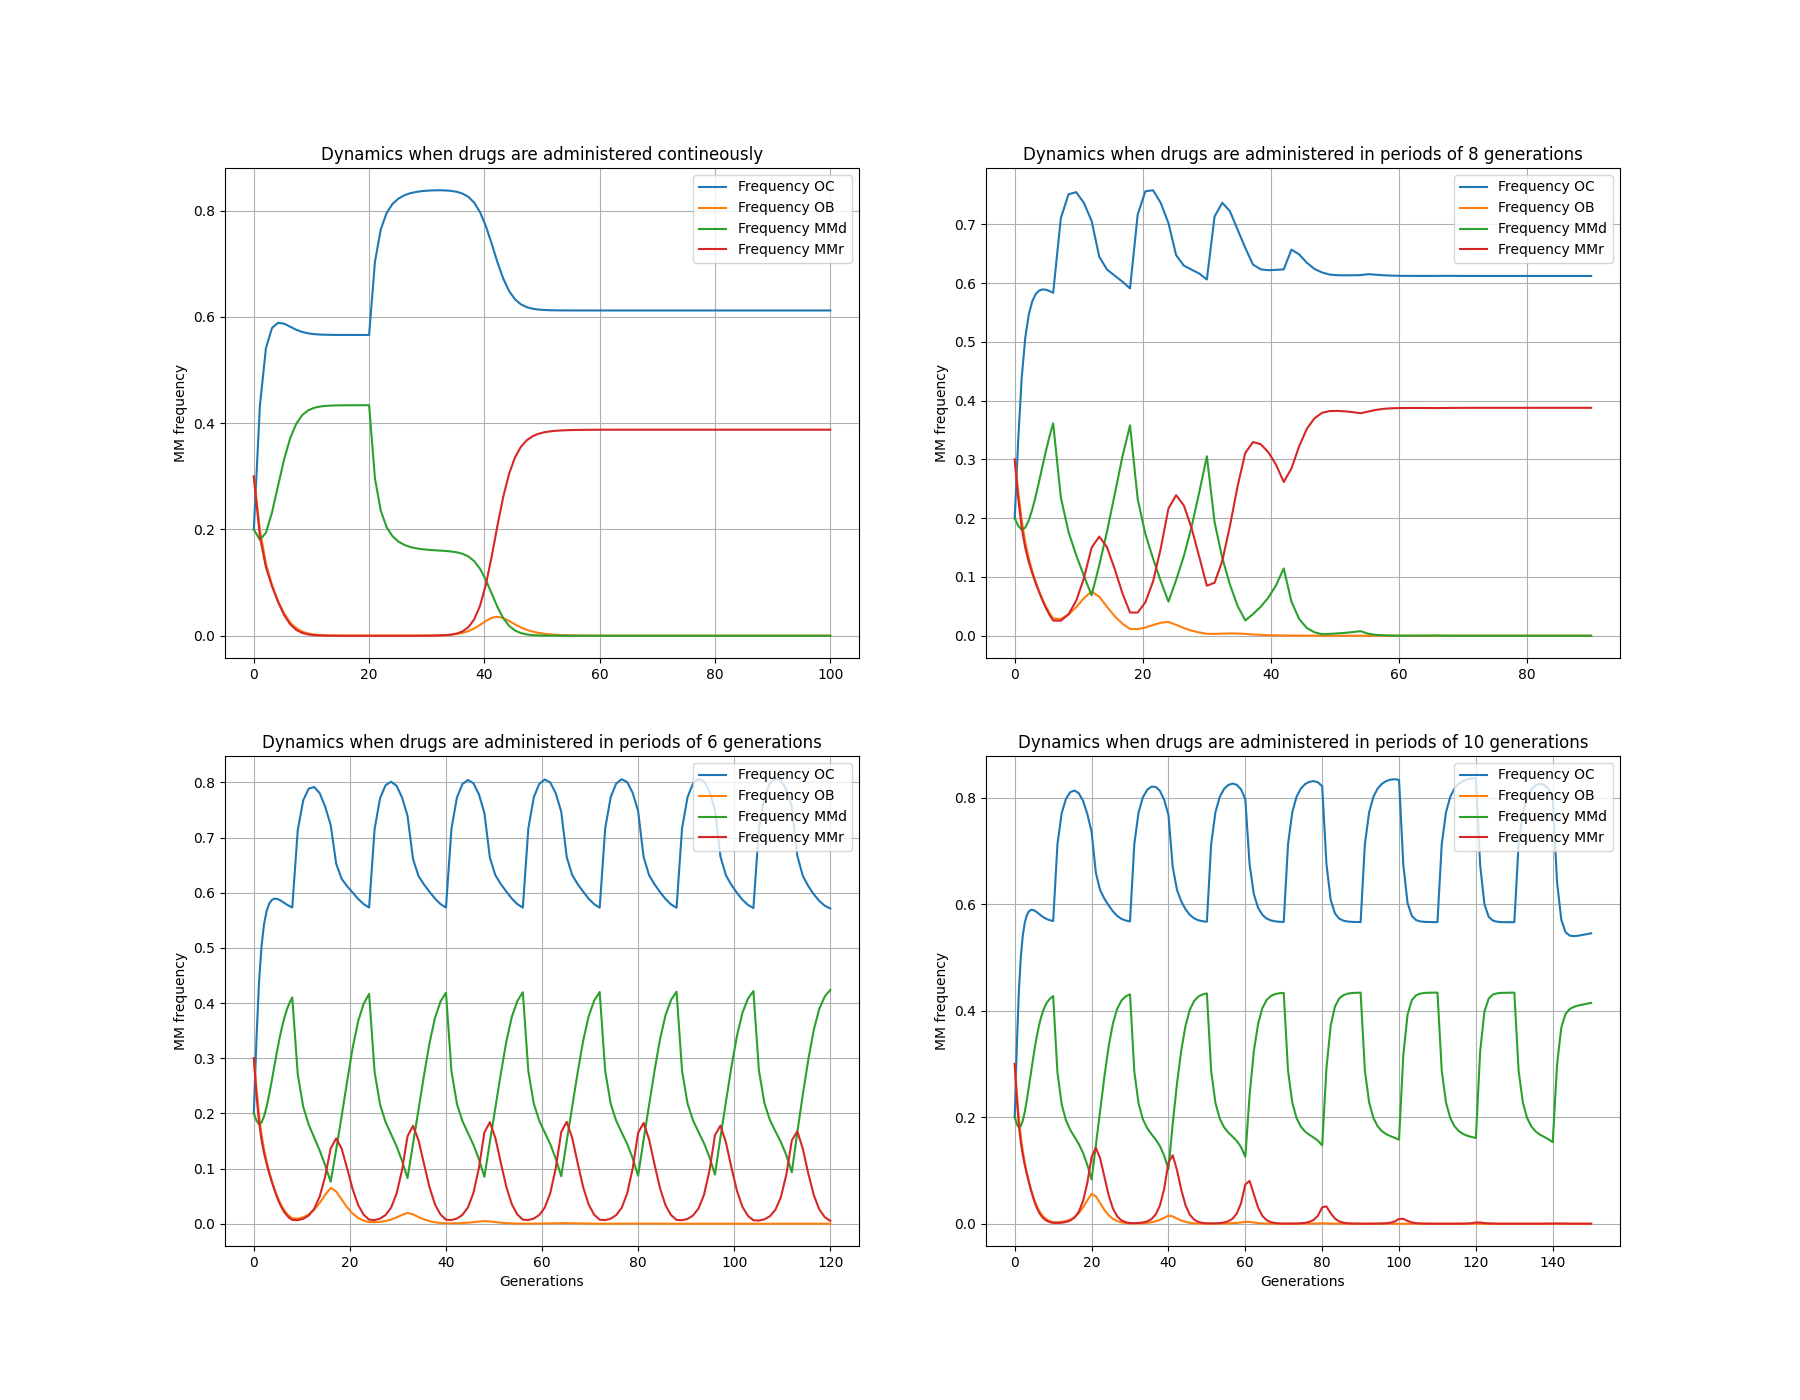 Dynamics when drugs are administered contineously
Frequency OC
Frequency OB
Frequency MMd
Frequency MMr
MM frequency
0.8
0.6
0.4
0.2
0.0
0 20 40 60 80 100
Dynamics when drugs are administered in periods of 8 generations
Frequency OC
Frequency OB
Frequency MMd
Frequency MMr
MM frequency
0.7
0.6
0.5
0.4
0.3
0.2
0.1
0.0
0 20 40 60 80
Dynamics when drugs are administered in periods of 6 generations
Frequency OC
Frequency OB
Frequency MMd
Frequency MMr
MM frequency
0.8
0.7
0.6
0.5
0.4
0.3
0.2
0.1
0.0
0 20 40 60 80 100 120
Generations
Dynamics when drugs are administered in periods of 10 generations
Frequency OC
Frequency OB
Frequency MMd
Frequency MMr
MM frequency
0.8
0.6
0.4
0.2
0.0
0 20 40 60 80 100 120 140
Generations